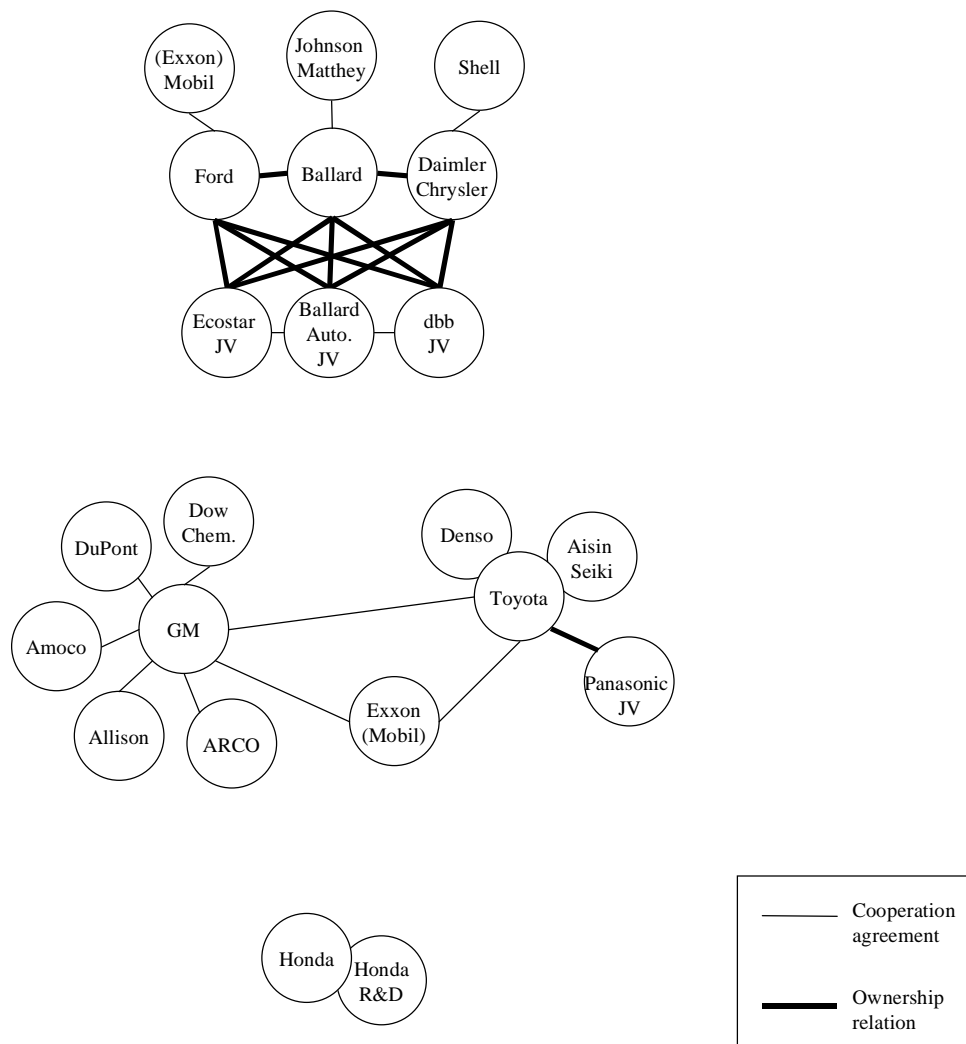 (Exxon)
Mobil
Johnson
Matthey
Shell
Ford
Ballard
Daimler
Chrysler
Ecostar
JV
Ballard
Auto.
JV
dbb
JV
Dow
Chem.
DuPont
GM
Amoco
Allison
ARCO
Exxon
(Mobil)
Denso
Aisin
Seiki
Toyota
Panasonic
JV
Honda
Honda
R&D
Cooperation
agreement
Ownership
relation